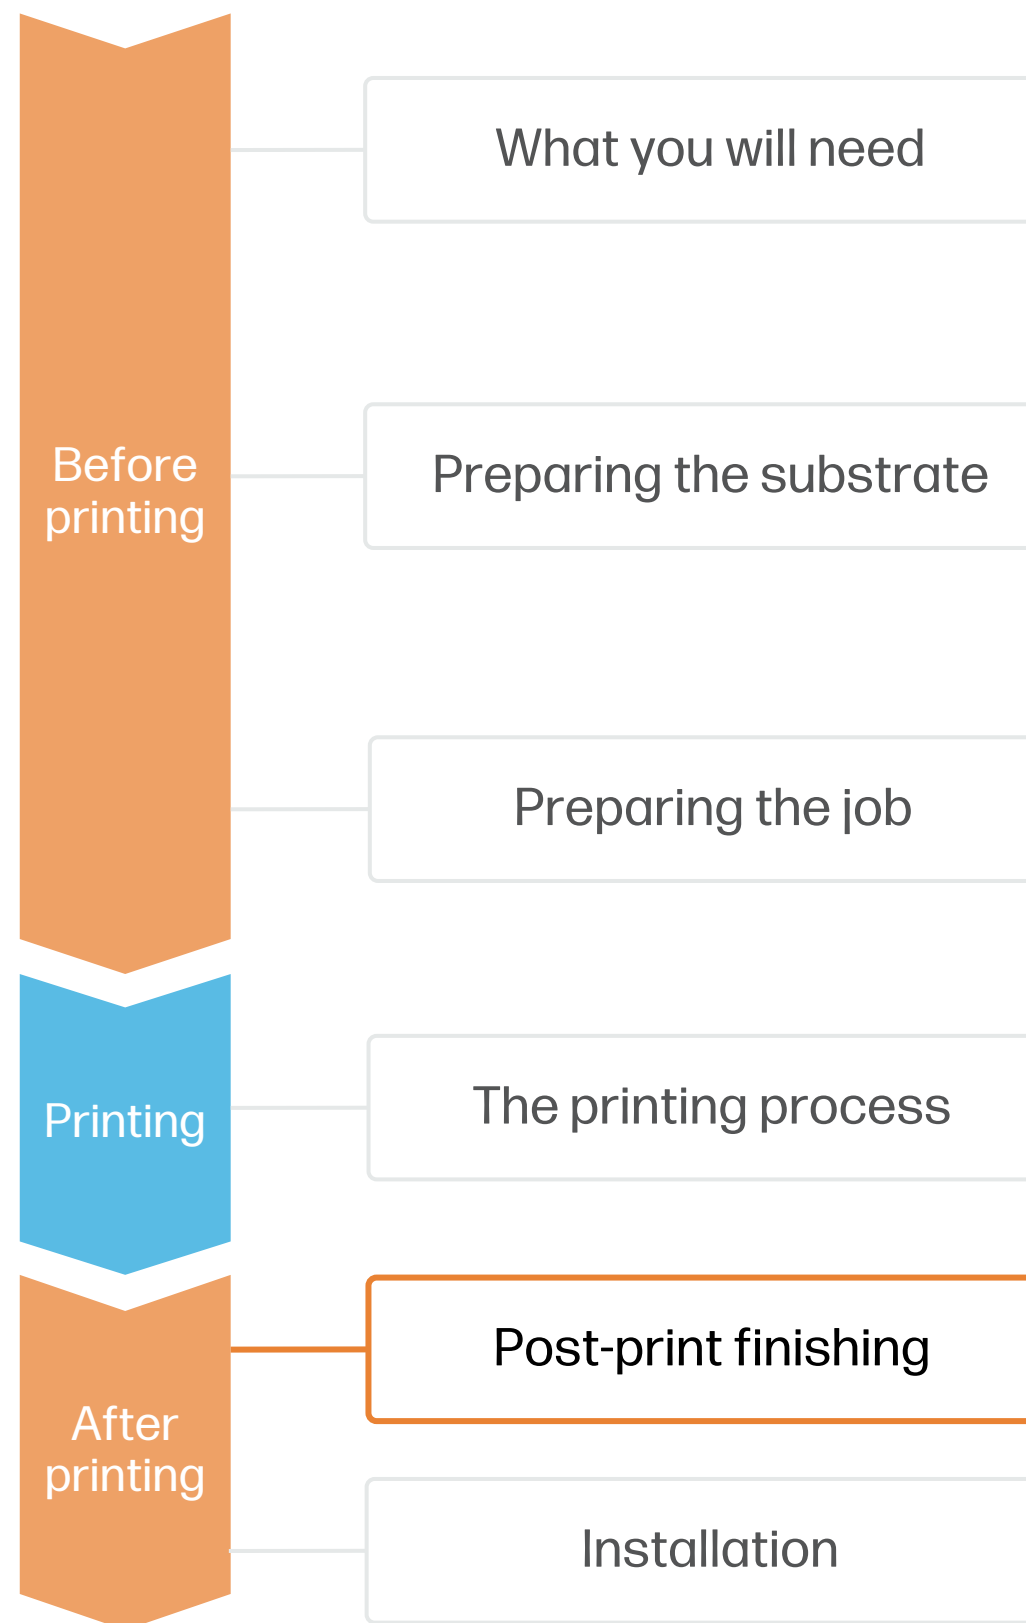 What you will need
Before
printing
Preparing the substrate
Preparing the job
Printing
The printing process
After
printing
Post-print finishing
Installation